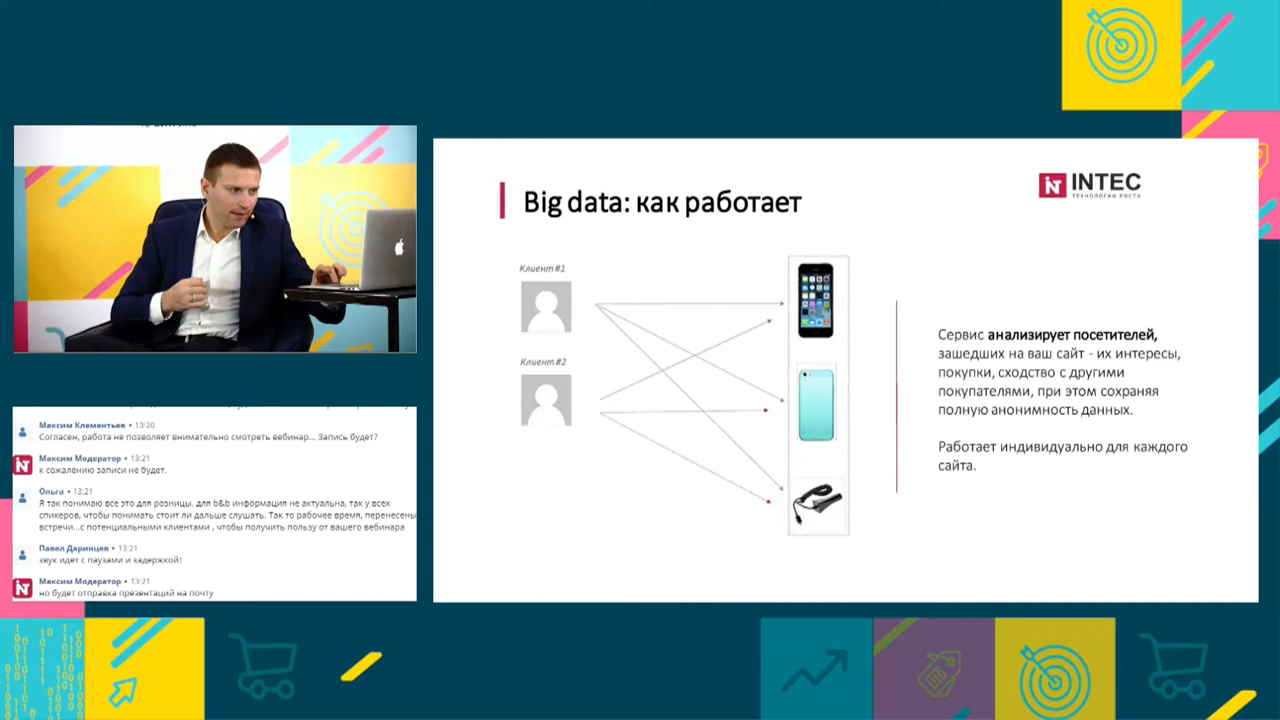 Big data: как работает
INTEC
ТЕХНОЛОГИИ РОСТА
Клиент #1
Клиент #2
Сервис анализирует посетителей,
зашедших на ваш сайт - их интересы,
покупки, сходство с другими
покупателями, при этом сохраняя
полную анонимность данных.
Работает индивидуально для каждого
сайта.
Максим Клементьев • 13:20
Согласен, работа не позволяет внимательно смотреть вебинар... Запись будет?
Максим Модератор • 13:21
к сожалению записи не будет.
Ольга • 13:21
Я так понимаю все это для розницы. для b&b информация не актуальна, так у всех
спикеров, чтобы понимать стоит ли дальше слушать. Так то рабочее время, перенесены
встречи...с потенциальными клиентами , чтобы получить пользу от вашего вебинара
Павел Даринцев • 13:21
звук идет с паузами и задержкой!
Максим Модератор • 13:21
но будет отправка презентаций на почту